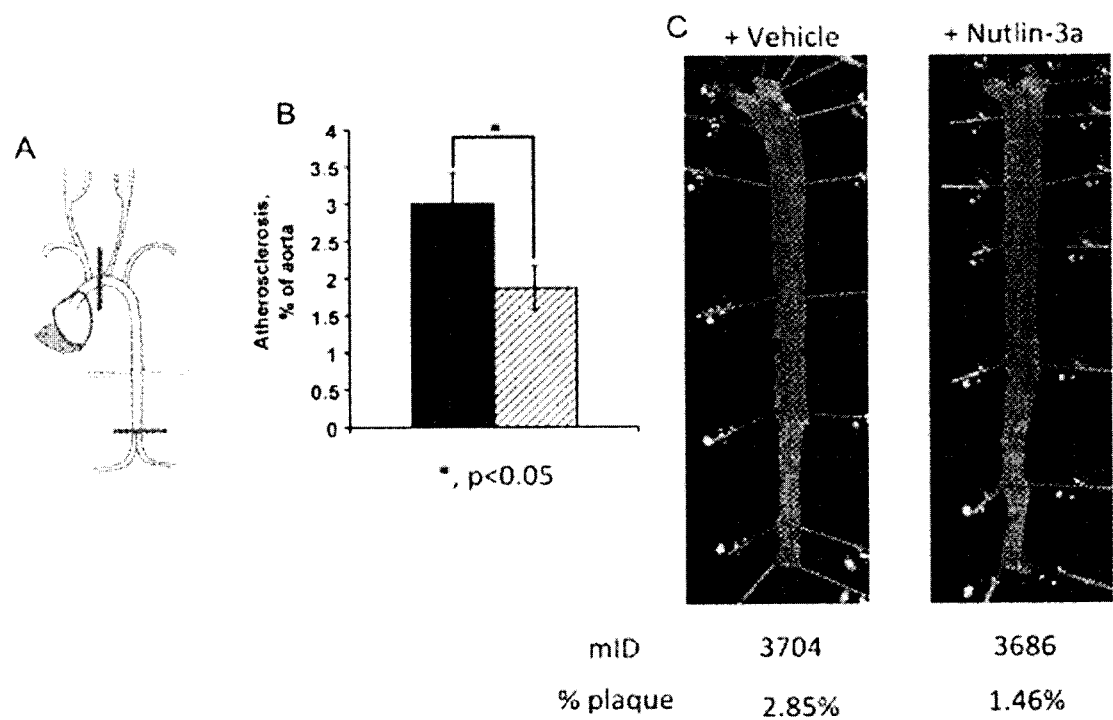 A
B
4
3.5
3
2.5
2
1.5
1
0.5
0
Atherosclerosis,
% of aorta
*
*, p<0.05
C
+ Vehicle
+ Nutlin-3a
mID 3704 3686
% plaque 2.85% 1.46%